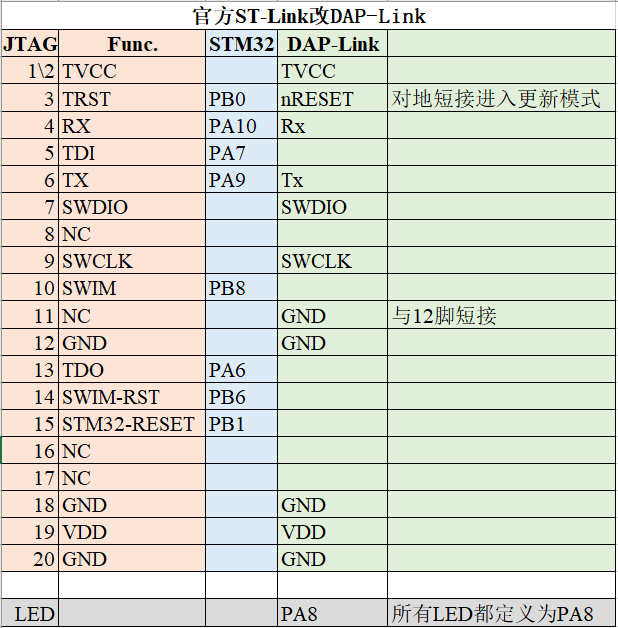 官方ST-Link改DAP-Link
JTAG Func. STM32 DAP-Link
1\2 TVCC TVCC
3 TRST PB0 nRESET 对地短接进入更新模式
4 RX PA10 Rx
5 TDI PA7
6 TX PA9 Tx
7 SWDIO SWDIO
8 NC
9 SWCLK SWCLK
10 SWIM PB8
11 NC GND 与12脚短接
12 GND GND
13 TDO PA6
14 SWIM-RST PB6
15 STM32-RESET PB1
16 NC
17 NC
18 GND GND
19 VDD VDD
20 GND GND
LED PA8 所有LED都定义为PA8